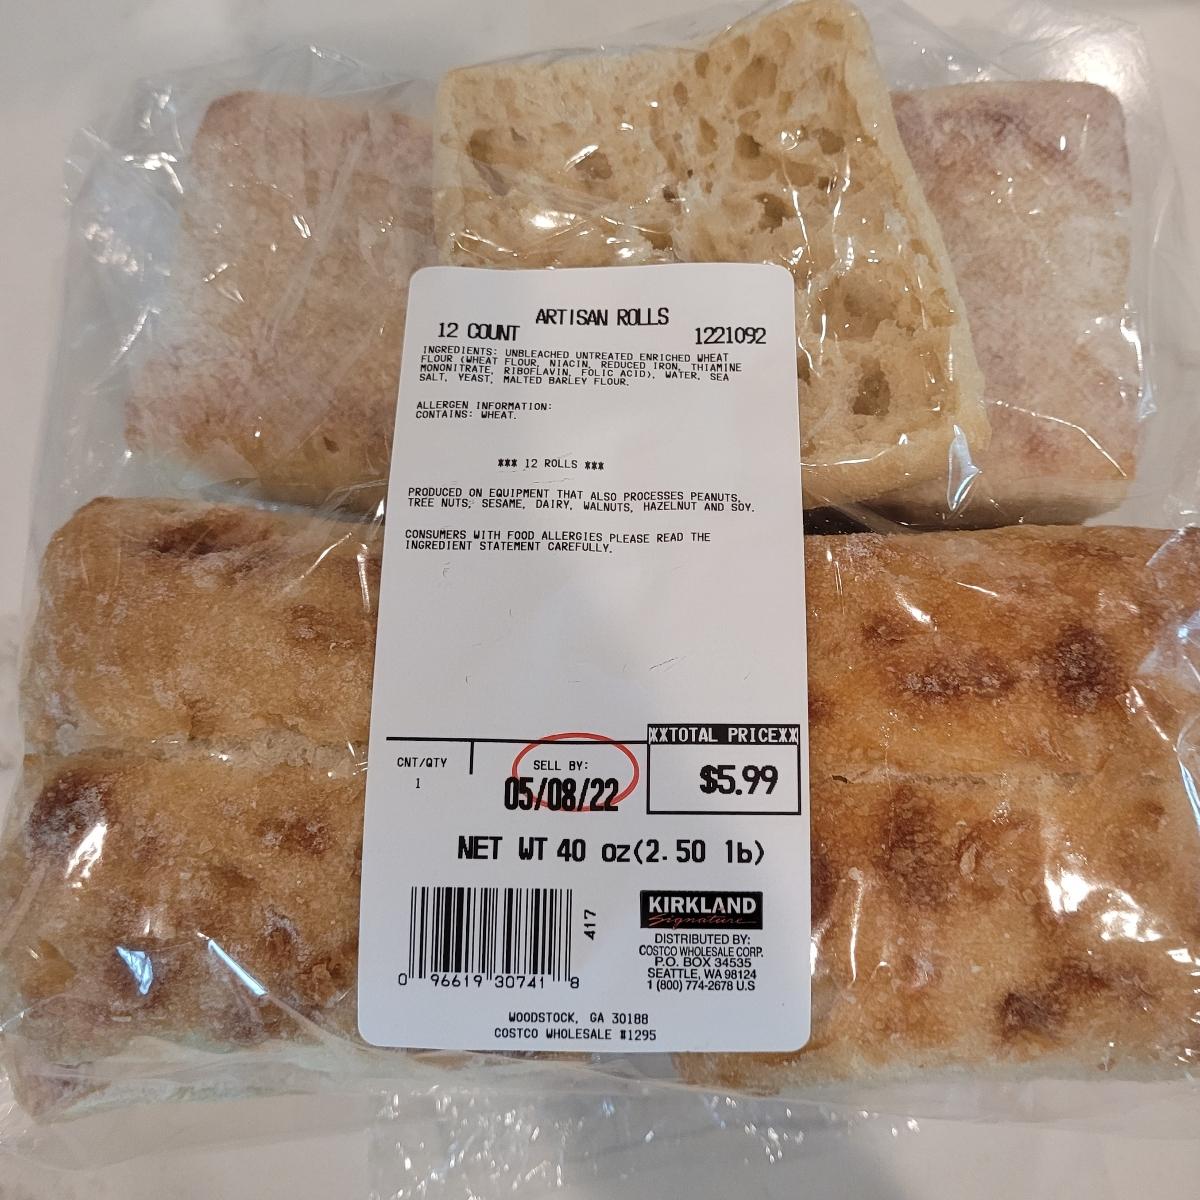 ARTISAN ROLLS
12 COUNT 1221092
INGREDIENTS: UNBLEACHED UNTREATED ENRICHED WHEAT
FLOUR (WHEAT FLOUR, NIACIN, REDUCED IRON, THIAMINE
MONONITRATE, RIBOFLAVIN, FOLIC ACID), WATER, SEA
SALT, YEAST, MALTED BARLEY FLOUR.
ALLERGEN INFORMATION:
CONTAINS: WHEAT.
*** 12 ROLLS ***
PRODUCED ON EQUIPMENT THAT ALSO PROCESSES PEANUTS,
TREE NUTS, SESAME, DAIRY, WALNUTS, HAZELNUT AND SOY.
CONSUMERS WITH FOOD ALLERGIES PLEASE READ THE
INGREDIENT STATEMENT CAREFULLY.
XXTOTAL PRICEXX
CNT/QTY
1
SELL BY:
05/08/22
$5.99
NET WT 40 oz(2.50 lb)
417
0 96619 30741 8
KIRKLAND
Signature
DISTRIBUTED BY:
COSTCO WHOLESALE CORP.
P.O. BOX 34535
SEATTLE, WA 98124
1 (800) 774-2678 U.S
WOODSTOCK, GA 30188
COSTCO WHOLESALE #1295